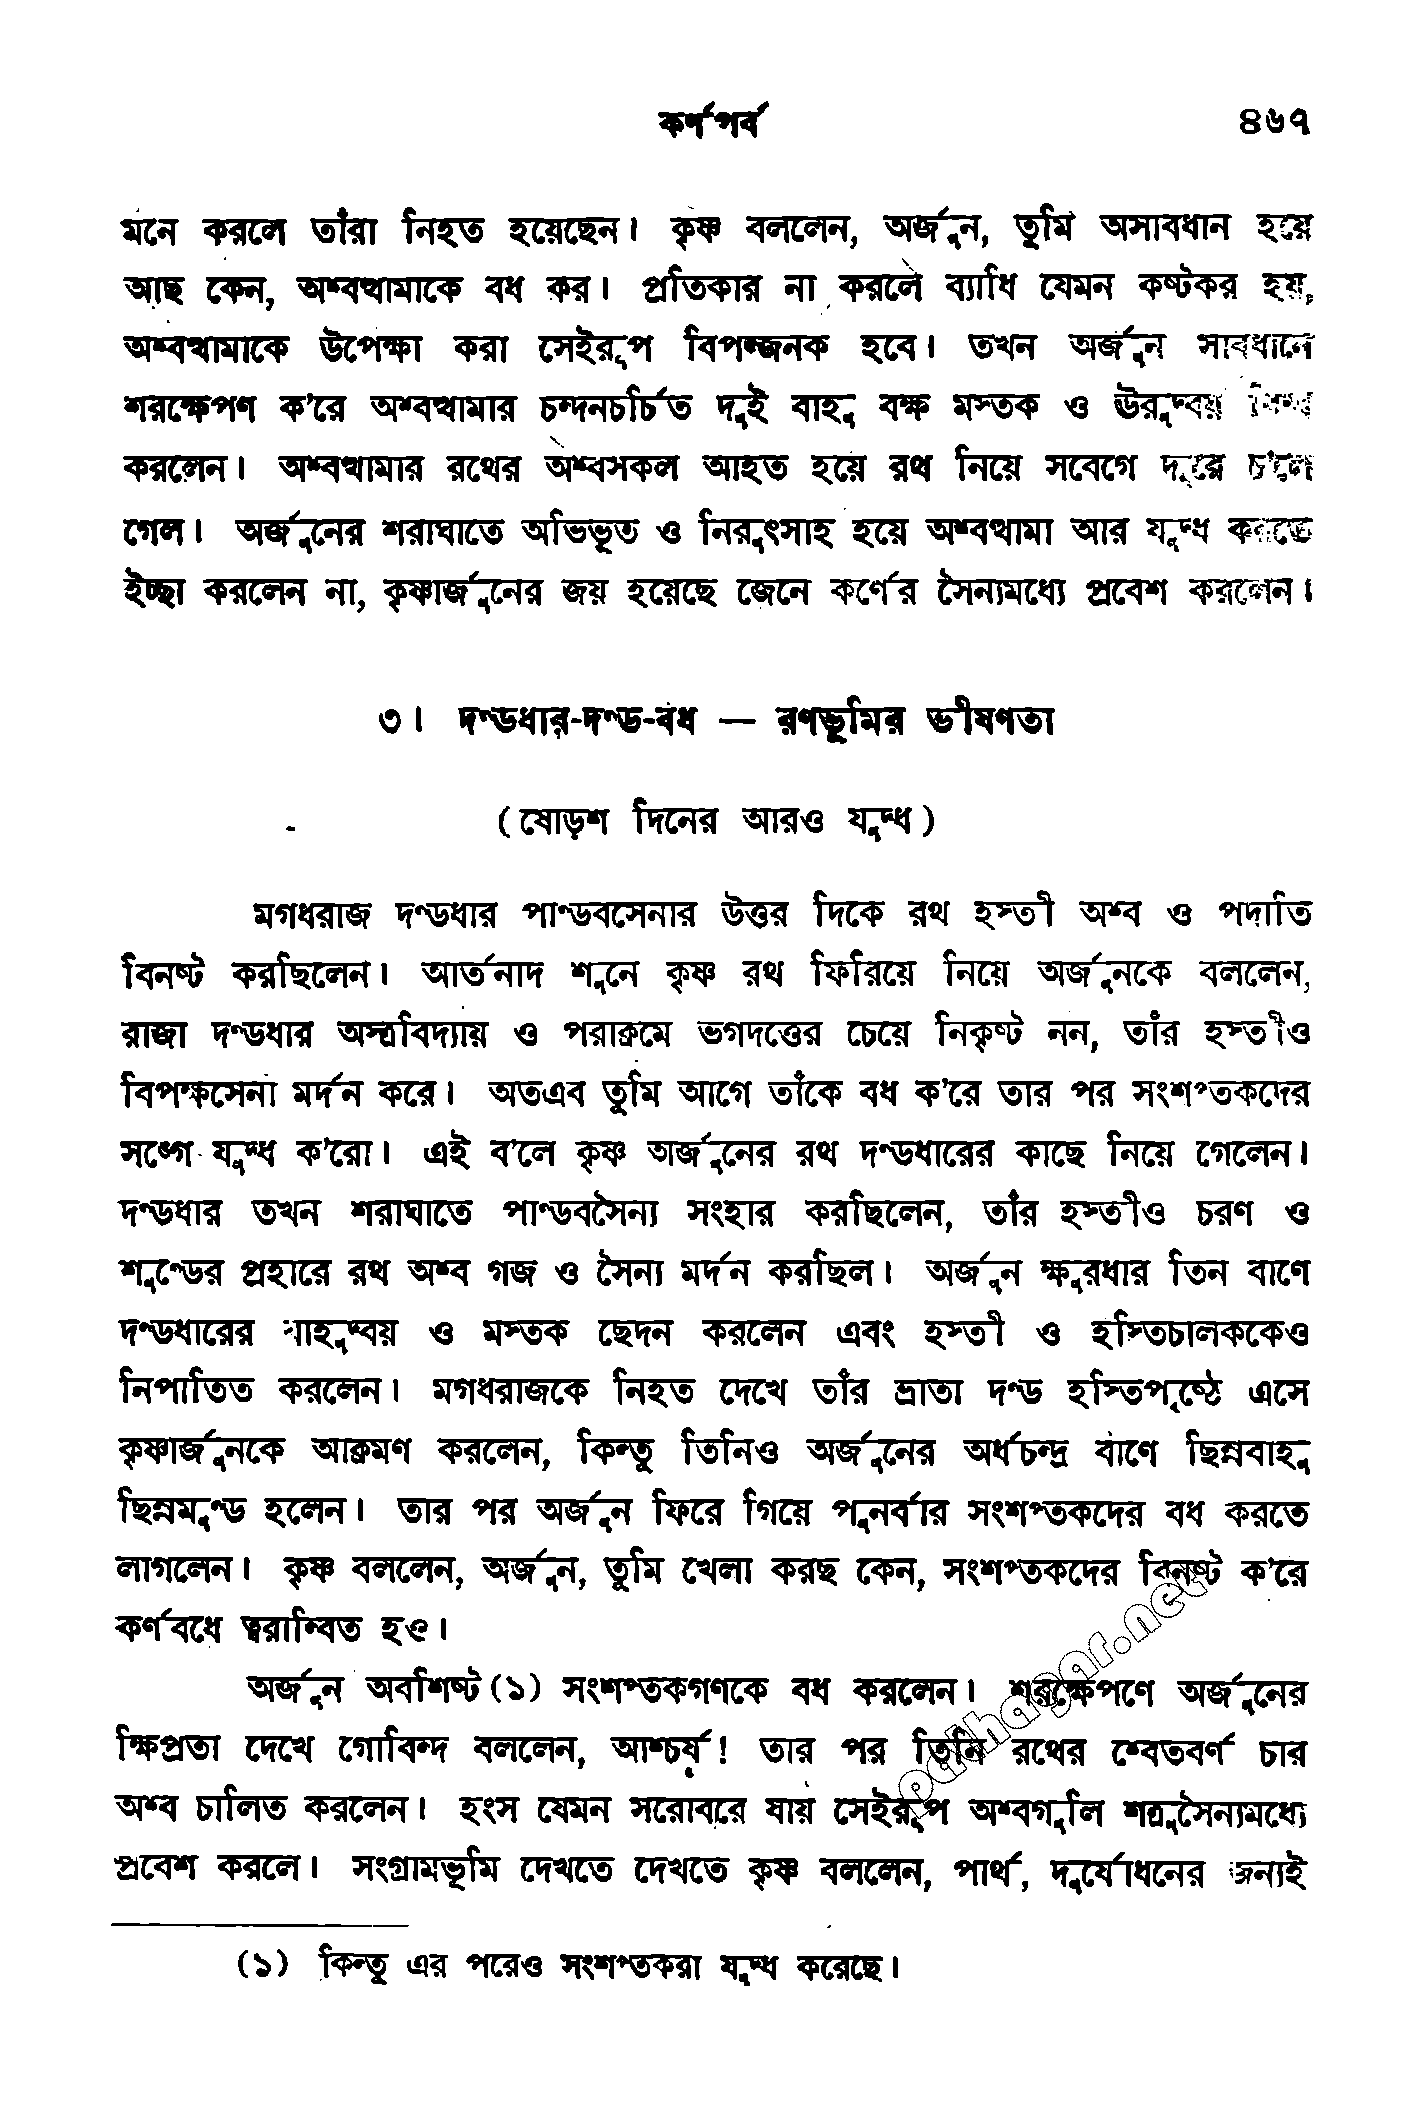 কর্ণপর্ব ৪৬৭
মনে করলে তাঁরা নিহত হয়েছেন। কৃষ্ণ বললেন, অর্জুন, তুমি অসাবধান হয়ে
আছ কেন, অশ্বত্থামাকে বধ কর। প্রতিকার না করলে ব্যাধি যেমন কষ্টকর হয়,
অশ্বত্থামাকে উপেক্ষা করা সেইরূপ বিপজ্জনক হবে। তখন অর্জুন সাবধানে
শরক্ষেপণ ক'রে অশ্বত্থামার চন্দনচর্চিত দুই বাহু বক্ষ মস্তক ও ঊরুদ্বয় বিদ্ধ
করলেন। অশ্বত্থামার রথের অশ্বসকল আহত হয়ে রথ নিয়ে সবেগে দূরে চ'লে
গেল। অর্জুনের শরাঘাতে অভিভূত ও নিরুৎসাহ হয়ে অশ্বত্থামা আর যুদ্ধ করতে
ইচ্ছা করলেন না, কৃষ্ণার্জুনের জয় হয়েছে জেনে কর্ণের সৈন্যমধ্যে প্রবেশ করলেন।
৩। দণ্ডধার-দণ্ড-বধ — রণভূমির ভীষণতা
(ষোড়শ দিনের আরও যুদ্ধ)
মগধরাজ দণ্ডধার পাণ্ডবসেনার উত্তর দিকে রথ হস্তী অশ্ব ও পদাতি
বিনষ্ট করছিলেন। আর্তনাদ শুনে কৃষ্ণ রথ ফিরিয়ে নিয়ে অর্জুনকে বললেন,
রাজা দণ্ডধার অস্ত্রবিদ্যায় ও পরাক্রমে ভগদত্তের চেয়ে নিকৃষ্ট নন, তাঁর হস্তীও
বিপক্ষসেনা মর্দন করে। অতএব তুমি আগে তাঁকে বধ ক'রে তার পর সংশপ্তকদের
সঙ্গে যুদ্ধ ক'রো। এই ব'লে কৃষ্ণ অর্জুনের রথ দণ্ডধারের কাছে নিয়ে গেলেন।
দণ্ডধার তখন শরাঘাতে পাণ্ডবসৈন্য সংহার করছিলেন, তাঁর হস্তীও চরণ ও
শুণ্ডের প্রহারে রথ অশ্ব গজ ও সৈন্য মর্দন করছিল। অর্জুন ক্ষুরধার তিন বাণে
দণ্ডধারের বাহুদ্বয় ও মস্তক ছেদন করলেন এবং হস্তী ও হস্তিচালককেও
নিপাতিত করলেন। মগধরাজকে নিহত দেখে তাঁর ভ্রাতা দণ্ড হস্তিপৃষ্ঠে এসে
কৃষ্ণার্জুনকে আক্রমণ করলেন, কিন্তু তিনিও অর্জুনের অর্ধচন্দ্র বাণে ছিন্নবাহু
ছিন্নমুণ্ড হলেন। তার পর অর্জুন ফিরে গিয়ে পুনর্বার সংশপ্তকদের বধ করতে
লাগলেন। কৃষ্ণ বললেন, অর্জুন, তুমি খেলা করছ কেন, সংশপ্তকদের বিনষ্ট ক'রে
কর্ণবধে ত্বরান্বিত হও।
অর্জুন অবশিষ্ট(১) সংশপ্তকগণকে বধ করলেন। শরক্ষেপণে অর্জুনের
ক্ষিপ্রতা দেখে গোবিন্দ বললেন, আশ্চর্য! তার পর তিনি রথের শ্বেতবর্ণ চার
অশ্ব চালিত করলেন। হংস যেমন সরোবরে যায় সেইরূপ অশ্বগুলি শত্রুসৈন্যমধ্যে
প্রবেশ করলে। সংগ্রামভূমি দেখতে দেখতে কৃষ্ণ বললেন, পার্থ, দুর্যোধনের জন্যই
(১) কিন্তু এর পরেও সংশপ্তকরা যুদ্ধ করেছে।
pathagar.net